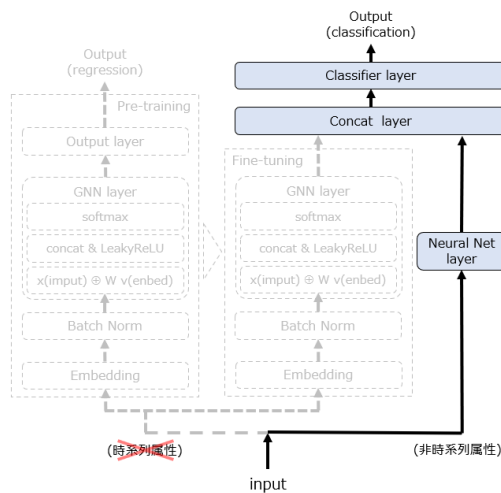 Output
(classification)
Classifier layer
Concat layer
Output
(regression)
Pre-training
Output layer
GNN layer
softmax
concat & LeakyReLU
x(imput) ⊕ W v(enbed)
Batch Norm
Embedding
Fine-tuning
GNN layer
softmax
concat & LeakyReLU
x(imput) ⊕ W v(enbed)
Batch Norm
Embedding
Neural Net
layer
(時系列属性)
(非時系列属性)
input